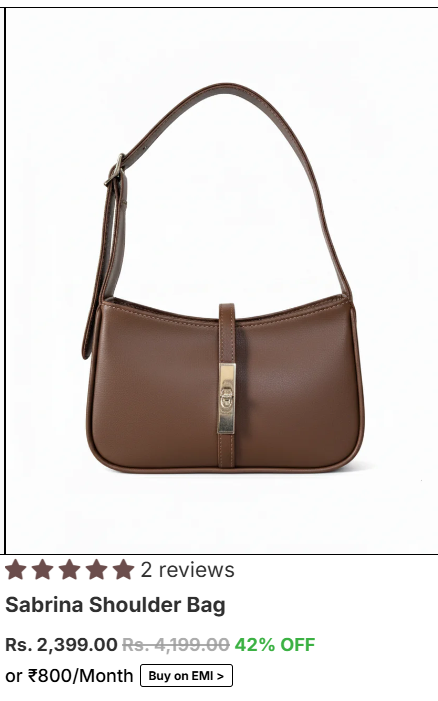 2 reviews
Sabrina Shoulder Bag
Rs. 2,399.00 Rs. 4,199.00 42% OFF
or ₹800/Month Buy on EMI >